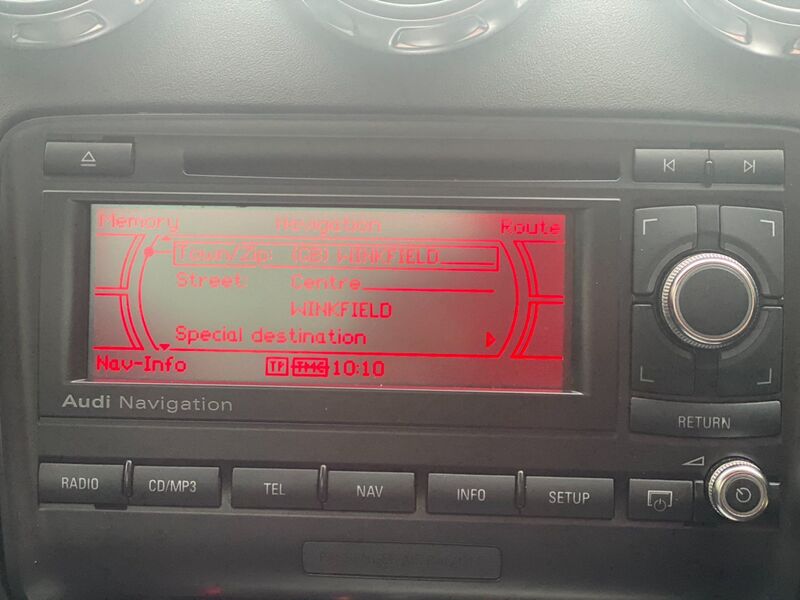 Memory Navigation Route
Town/Zip: (GB) WINKFIELD
Street: Centre
WINKFIELD
Special destination
Nav-Info TP TMC 10:10
Audi Navigation
RETURN
RADIO CD/MP3 TEL NAV INFO SETUP